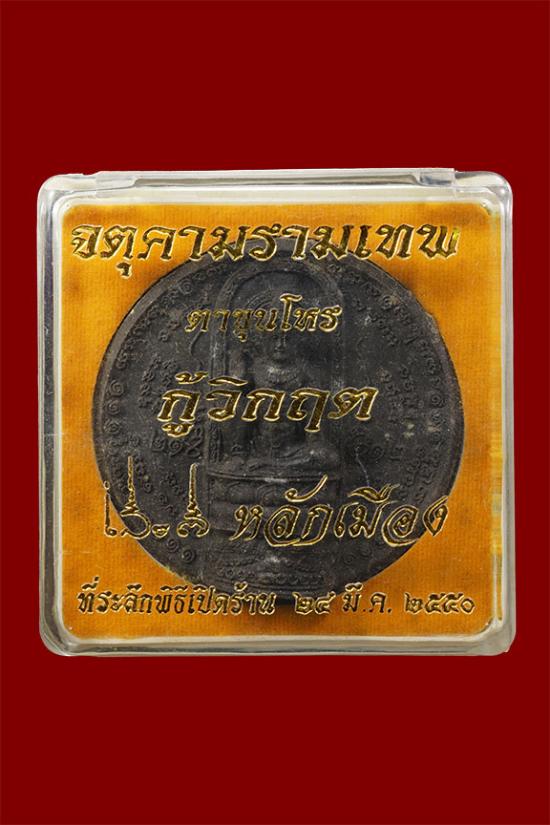 จตุคามรามเทพ
ตาขุนโหร
กู้วิกฤต
หลักเมือง
ที่ระลึกพิธีเปิดร้าน ๒๔ มี.ค. ๒๕๕๐